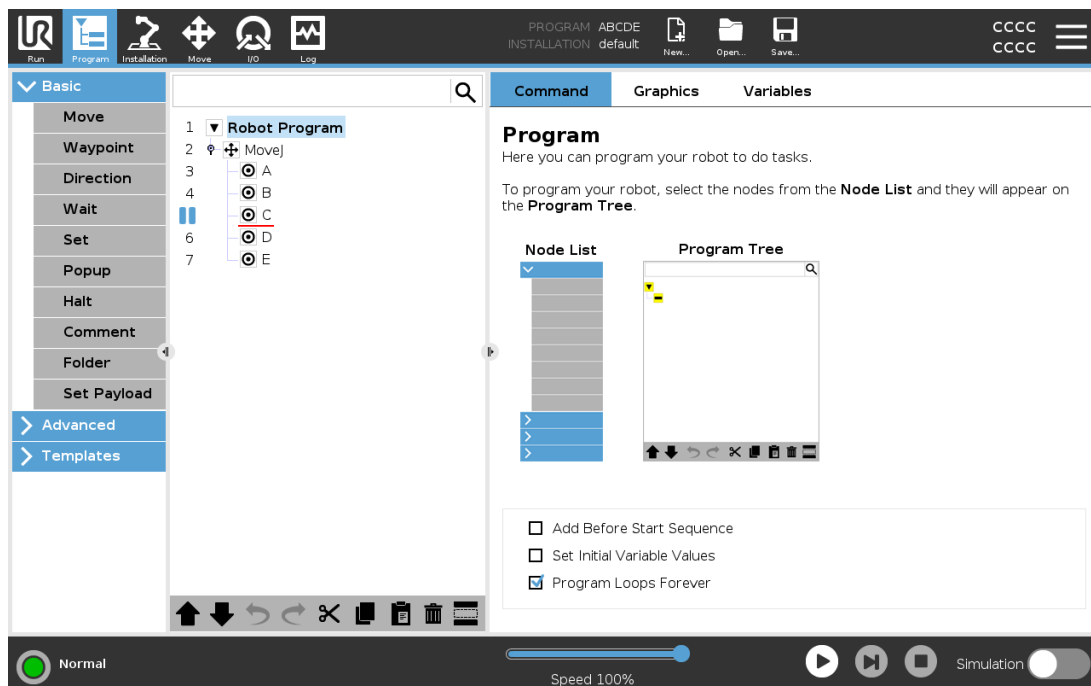 UR
Run
Program
Installation
Move
I/O
Log
PROGRAM ABCDE
INSTALLATION default
New...
Open...
Save...
CCCC
CCCC
Basic
Move
Waypoint
Direction
Wait
Set
Popup
Halt
Comment
Folder
Set Payload
Advanced
Templates
1 Robot Program
2 MoveJ
3 A
4 B
C
6 D
7 E
Command Graphics Variables
Program
Here you can program your robot to do tasks.
To program your robot, select the nodes from the Node List and they will appear on
the Program Tree.
Node List Program Tree
Add Before Start Sequence
Set Initial Variable Values
Program Loops Forever
Normal
Speed 100%
Simulation